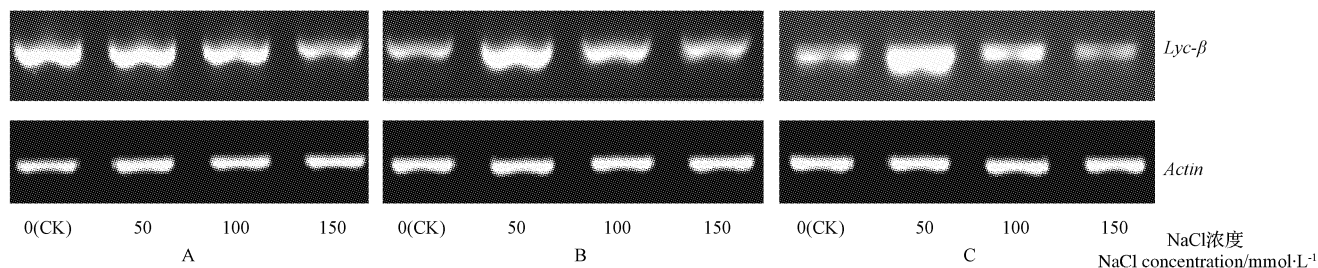 Lyc-β
Actin
0(CK) 50 100 150 0(CK) 50 100 150 0(CK) 50 100 150
A B C
NaCl浓度
NaCl concentration/mmol·L⁻¹